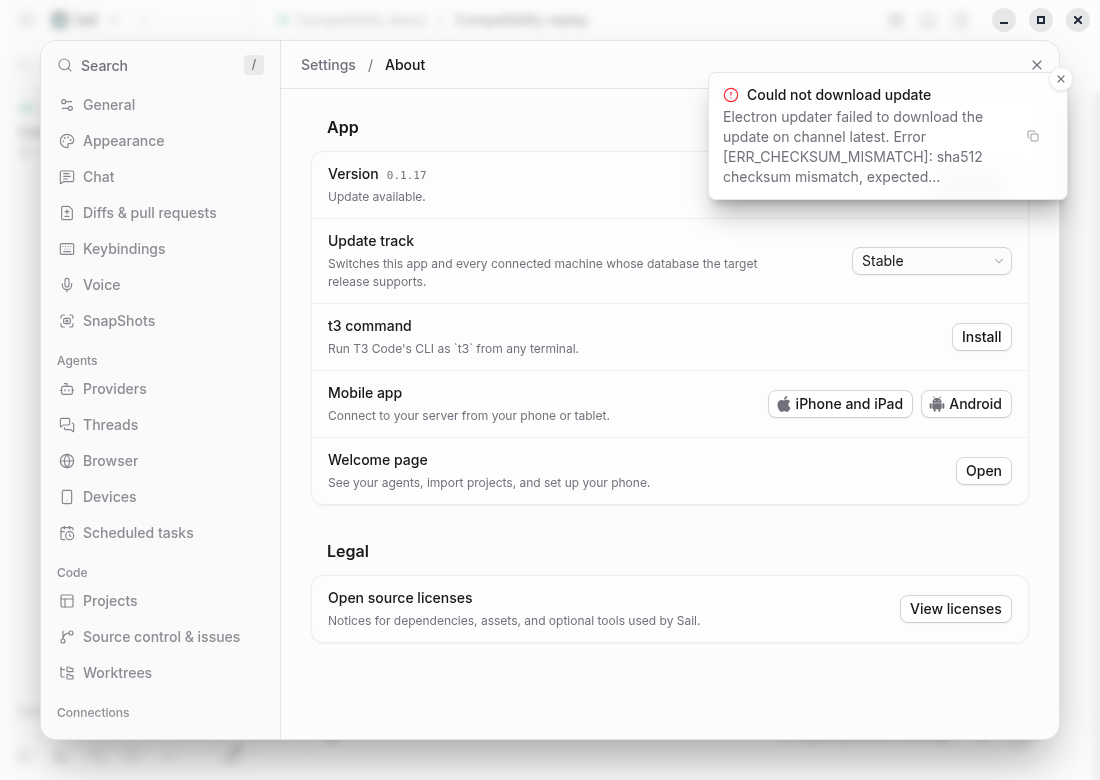 Sail
Compatibility demo
Compatibility replay
Search
/
General
Appearance
Chat
Diffs & pull requests
Keybindings
Voice
SnapShots
Agents
Providers
Threads
Browser
Devices
Scheduled tasks
Code
Projects
Source control & issues
Worktrees
Connections
Settings / About
Could not download update
Electron updater failed to download the
update on channel latest. Error
[ERR_CHECKSUM_MISMATCH]: sha512
checksum mismatch, expected...
App
Version 0.1.17
Update available.
Update track
Switches this app and every connected machine whose database the target
release supports.
Stable
t3 command
Run T3 Code's CLI as `t3` from any terminal.
Install
Mobile app
Connect to your server from your phone or tablet.
iPhone and iPad
Android
Welcome page
See your agents, import projects, and set up your phone.
Open
Legal
Open source licenses
Notices for dependencies, assets, and optional tools used by Sail.
View licenses